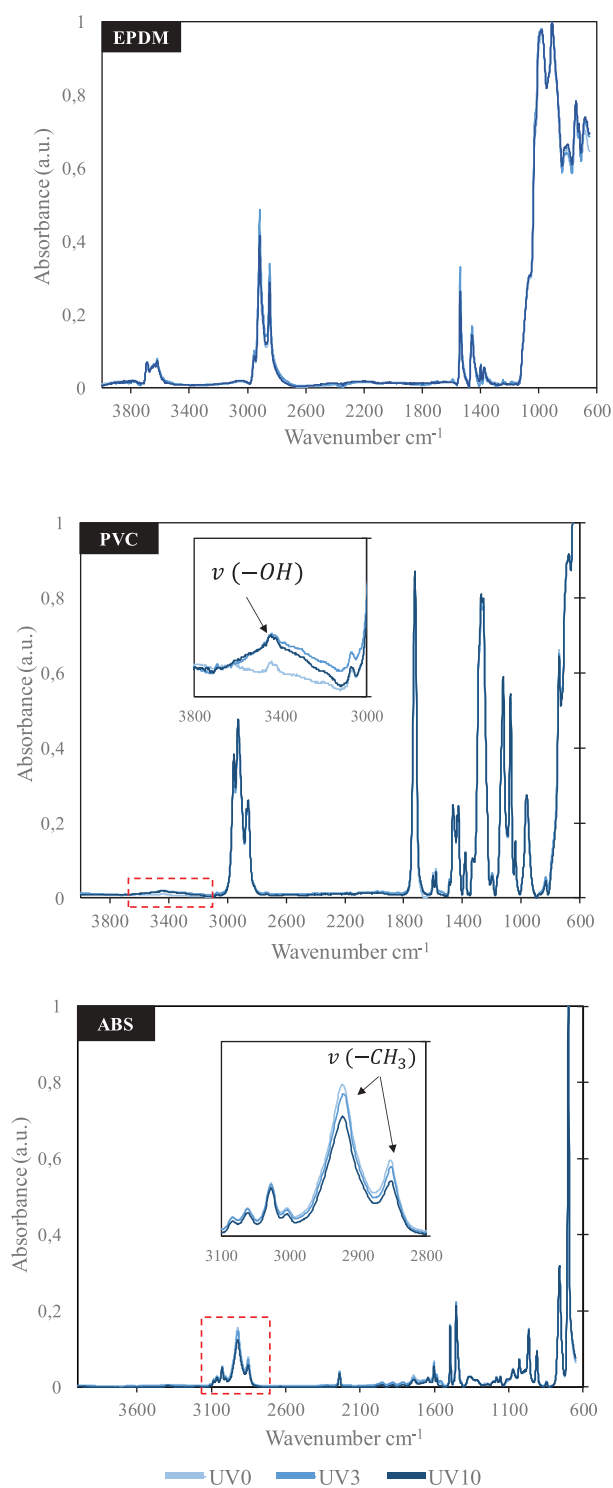 EPDM
Absorbance (a.u.)
1
0,8
0,6
0,4
0,2
0
3800 3400 3000 2600 2200 1800 1400 1000 600
Wavenumber cm-1
PVC
Absorbance (a.u.)
1
0,8
0,6
0,4
0,2
0
ν (−OH)
3800 3400 3000
3800 3400 3000 2600 2200 1800 1400 1000 600
Wavenumber cm-1
ABS
Absorbance (a.u.)
1
0,8
0,6
0,4
0,2
0
ν (−CH3)
3100 3000 2900 2800
3600 3100 2600 2100 1600 1100 600
Wavenumber cm-1
UV0 UV3 UV10